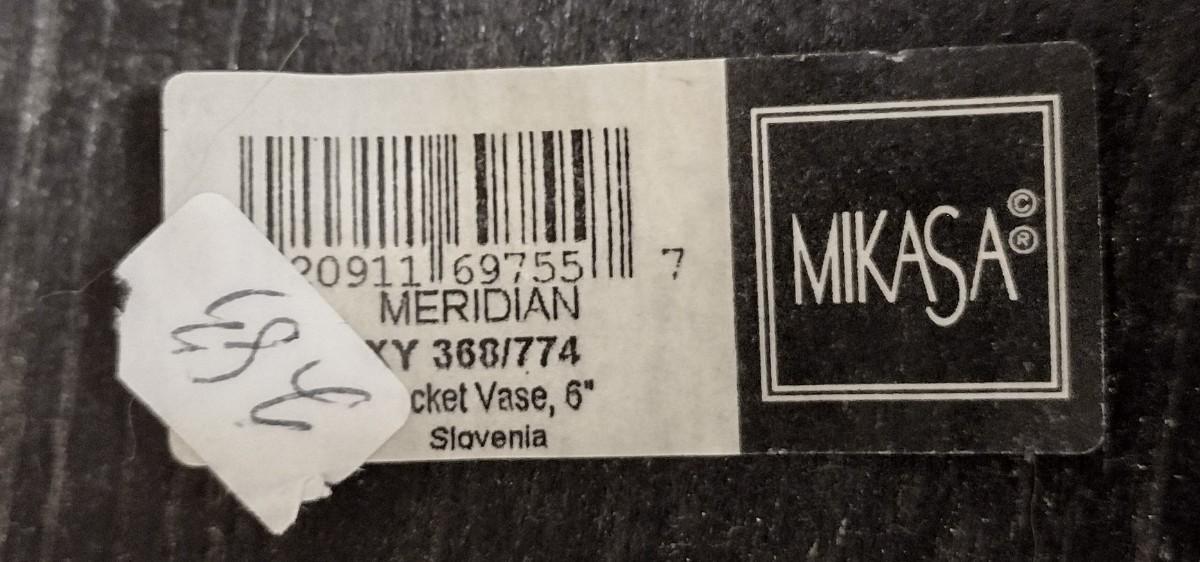 20911 69755 7
MERIDIAN
XY 368/774
cket Vase, 6"
Slovenia
MIKASA
©
®